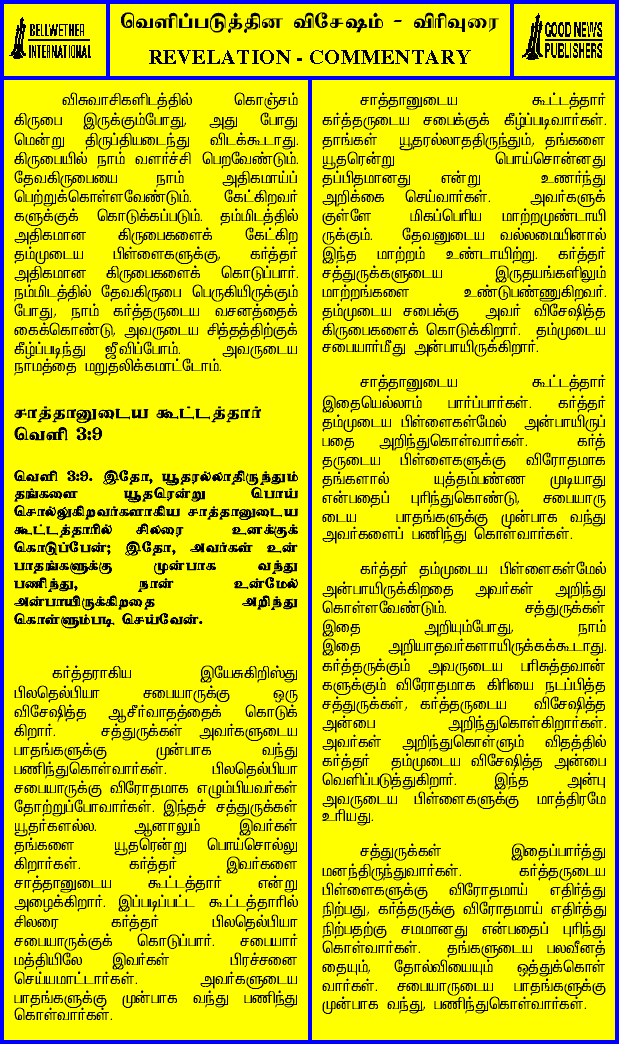 BELLWETHER
INTERNATIONAL
வெளிப்படுத்தின விசேஷம் - விரிவுரை
REVELATION - COMMENTARY
GOOD NEWS
PUBLISHERS
விசுவாசிகளிடத்தில் கொஞ்சம்
கிருபை இருக்கும்போது, அது போது
மென்று திருப்தியடைந்து விடக்கூடாது.
கிருபையில் நாம் வளர்ச்சி பெறவேண்டும்.
தேவகிருபையை நாம் அதிகமாய்ப்
பெற்றுக்கொள்ளவேண்டும். கேட்கிறவர்
களுக்குக் கொடுக்கப்படும். தம்மிடத்தில்
அதிகமான கிருபைகளைக் கேட்கிற
தம்முடைய பிள்ளைகளுக்கு, கர்த்தர்
அதிகமான கிருபைகளைக் கொடுப்பார்.
நம்மிடத்தில் தேவகிருபை பெருகியிருக்கும்
போது, நாம் கர்த்தருடைய வசனத்தைக்
கைக்கொண்டு, அவருடைய சித்தத்திற்குக்
கீழ்ப்படிந்து ஜீவிப்போம். அவருடைய
நாமத்தை மறுதலிக்கமாட்டோம்.
சாத்தானுடைய கூட்டத்தார்
வெளி 3:9
வெளி 3:9. இதோ, யூதரல்லாதிருந்தும்
தங்களை யூதரென்று பொய்
சொல்லுகிறவர்களாகிய சாத்தானுடைய
கூட்டத்தாரில் சிலரை உனக்குக்
கொடுப்பேன்; இதோ, அவர்கள் உன்
பாதங்களுக்கு முன்பாக வந்து
பணிந்து, நான் உன்மேல்
அன்பாயிருக்கிறதை அறிந்து
கொள்ளும்படி செய்வேன்.
கர்த்தராகிய இயேசுகிறிஸ்து
பிலதெல்பியா சபையாருக்கு ஒரு
விசேஷித்த ஆசீர்வாதத்தைக் கொடுக்
கிறார். சத்துருக்கள் அவர்களுடைய
பாதங்களுக்கு முன்பாக வந்து
பணிந்துகொள்வார்கள். பிலதெல்பியா
சபையாருக்கு விரோதமாக எழும்பியவர்கள்
தோற்றுப்போவார்கள். இந்தச் சத்துருக்கள்
யூதர்களல்ல. ஆனாலும் இவர்கள்
தங்களை யூதரென்று பொய்சொல்லு
கிறார்கள். கர்த்தர் இவர்களை
சாத்தானுடைய கூட்டத்தார் என்று
அழைக்கிறார். இப்படிப்பட்ட கூட்டத்தாரில்
சிலரை கர்த்தர் பிலதெல்பியா
சபையாருக்குக் கொடுப்பார். சபையார்
மத்தியிலே இவர்கள் பிரச்சனை
செய்யமாட்டார்கள். அவர்களுடைய
பாதங்களுக்கு முன்பாக வந்து பணிந்து
கொள்வார்கள்.
சாத்தானுடைய கூட்டத்தார்
கர்த்தருடைய சபைக்குக் கீழ்ப்படிவார்கள்.
தாங்கள் யூதரல்லாததிருந்தும், தங்களை
யூதரென்று பொய்சொன்னது
தப்பிதமானது என்று உணர்ந்து
அறிக்கை செய்வார்கள். அவர்களுக்
குள்ளே மிகப்பெரிய மாற்றமுண்டாயி
ருக்கும். தேவனுடைய வல்லமையினால்
இந்த மாற்றம் உண்டாயிற்று. கர்த்தர்
சத்துருக்களுடைய இருதயங்களிலும்
மாற்றங்களை உண்டுபண்ணுகிறவர்.
தம்முடைய சபைக்கு அவர் விசேஷித்த
கிருபைகளைக் கொடுக்கிறார். தம்முடைய
சபையார்மீது அன்பாயிருக்கிறார்.
சாத்தானுடைய கூட்டத்தார்
இதையெல்லாம் பார்ப்பார்கள். கர்த்தர்
தம்முடைய பிள்ளைகள்மேல் அன்பாயிருப்
பதை அறிந்துகொள்வார்கள். கர்த்
தருடைய பிள்ளைகளுக்கு விரோதமாக
தங்களால் யுத்தம்பண்ண முடியாது
என்பதைப் புரிந்துகொண்டு, சபையாரு
டைய பாதங்களுக்கு முன்பாக வந்து
அவர்களைப் பணிந்து கொள்வார்கள்.
கர்த்தர் தம்முடைய பிள்ளைகள்மேல்
அன்பாயிருக்கிறதை அவர்கள் அறிந்து
கொள்ளவேண்டும். சத்துருக்கள்
இதை அறியும்போது, நாம்
இதை அறியாதவர்களாயிருக்கக்கூடாது.
கர்த்தருக்கும் அவருடைய பரிசுத்தவான்
களுக்கும் விரோதமாக கிரியை நடப்பித்த
சத்துருக்கள், கர்த்தருடைய விசேஷித்த
அன்பை அறிந்துகொள்கிறார்கள்.
அவர்கள் அறிந்துகொள்ளும் விதத்தில்
கர்த்தர் தம்முடைய விசேஷித்த அன்பை
வெளிப்படுத்துகிறார். இந்த அன்பு
அவருடைய பிள்ளைகளுக்கு மாத்திரமே
உரியது.
சத்துருக்கள் இதைப்பார்த்து
மனந்திருந்துவார்கள். கர்த்தருடைய
பிள்ளைகளுக்கு விரோதமாய் எதிர்த்து
நிற்பது, கர்த்தருக்கு விரோதமாய் எதிர்த்து
நிற்பதற்கு சமமானது என்பதைப் புரிந்து
கொள்வார்கள். தங்களுடைய பலவீனத்
தையும், தோல்வியையும் ஒத்துக்கொள்
வார்கள். சபையாருடைய பாதங்களுக்கு
முன்பாக வந்து, பணிந்துகொள்வார்கள்.